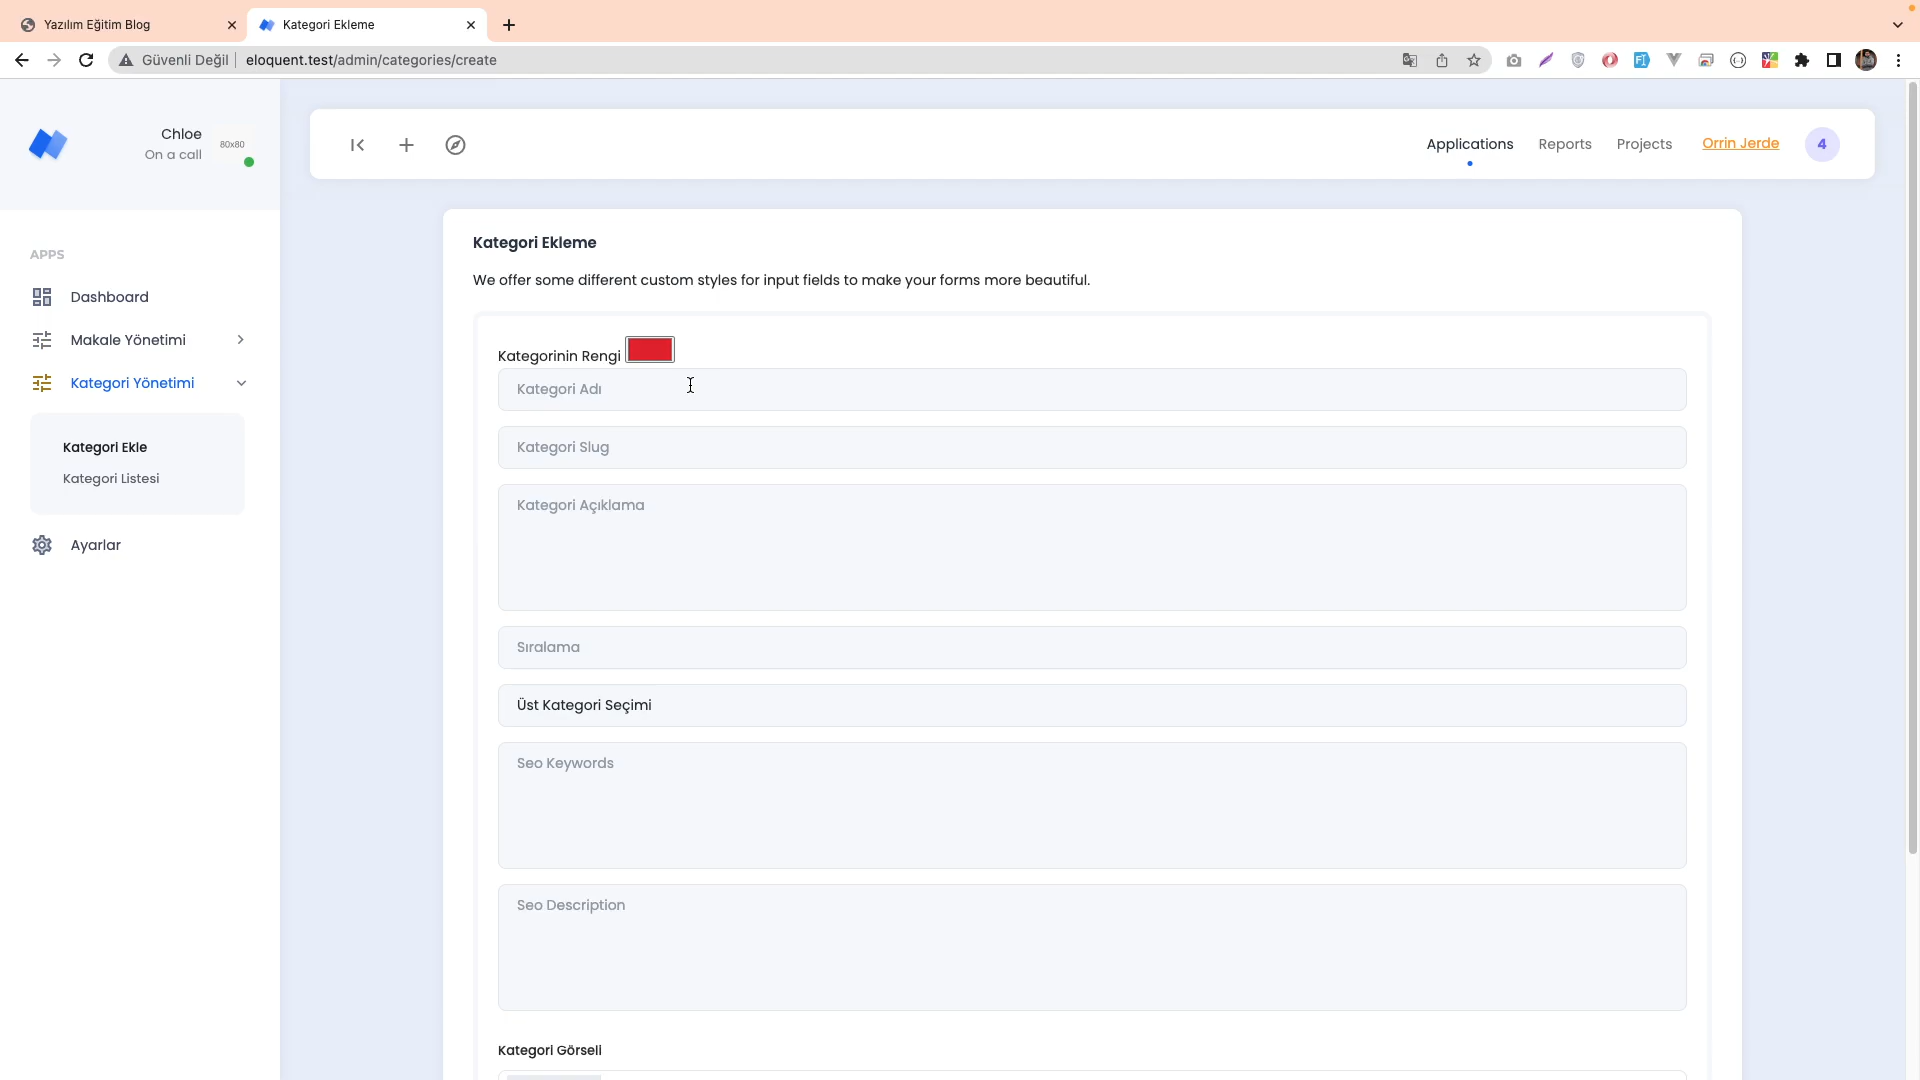 Yazılım Eğitim Blog
Kategori Ekleme
Güvenli Değil
eloquent.test/admin/categories/create
Chloe
On a call
80x80
Applications
Reports
Projects
Orrin Jerde
4
APPS
Dashboard
Makale Yönetimi
Kategori Yönetimi
Kategori Ekle
Kategori Listesi
Ayarlar
Kategori Ekleme
We offer some different custom styles for input fields to make your forms more beautiful.
Kategorinin Rengi
Kategori Adı
Kategori Slug
Kategori Açıklama
Sıralama
Üst Kategori Seçimi
Seo Keywords
Seo Description
Kategori Görseli